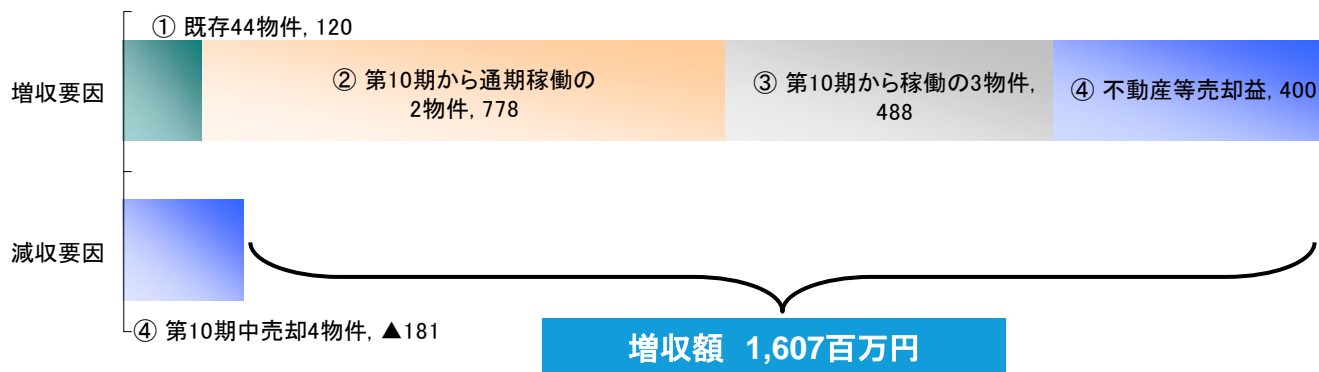 ① 既存44物件, 120
増収要因
② 第10期から通期稼働の
2物件, 778
③ 第10期から稼働の3物件,
488
④ 不動産等売却益, 400
減収要因
④ 第10期中売却4物件, ▲181
増収額 1,607百万円